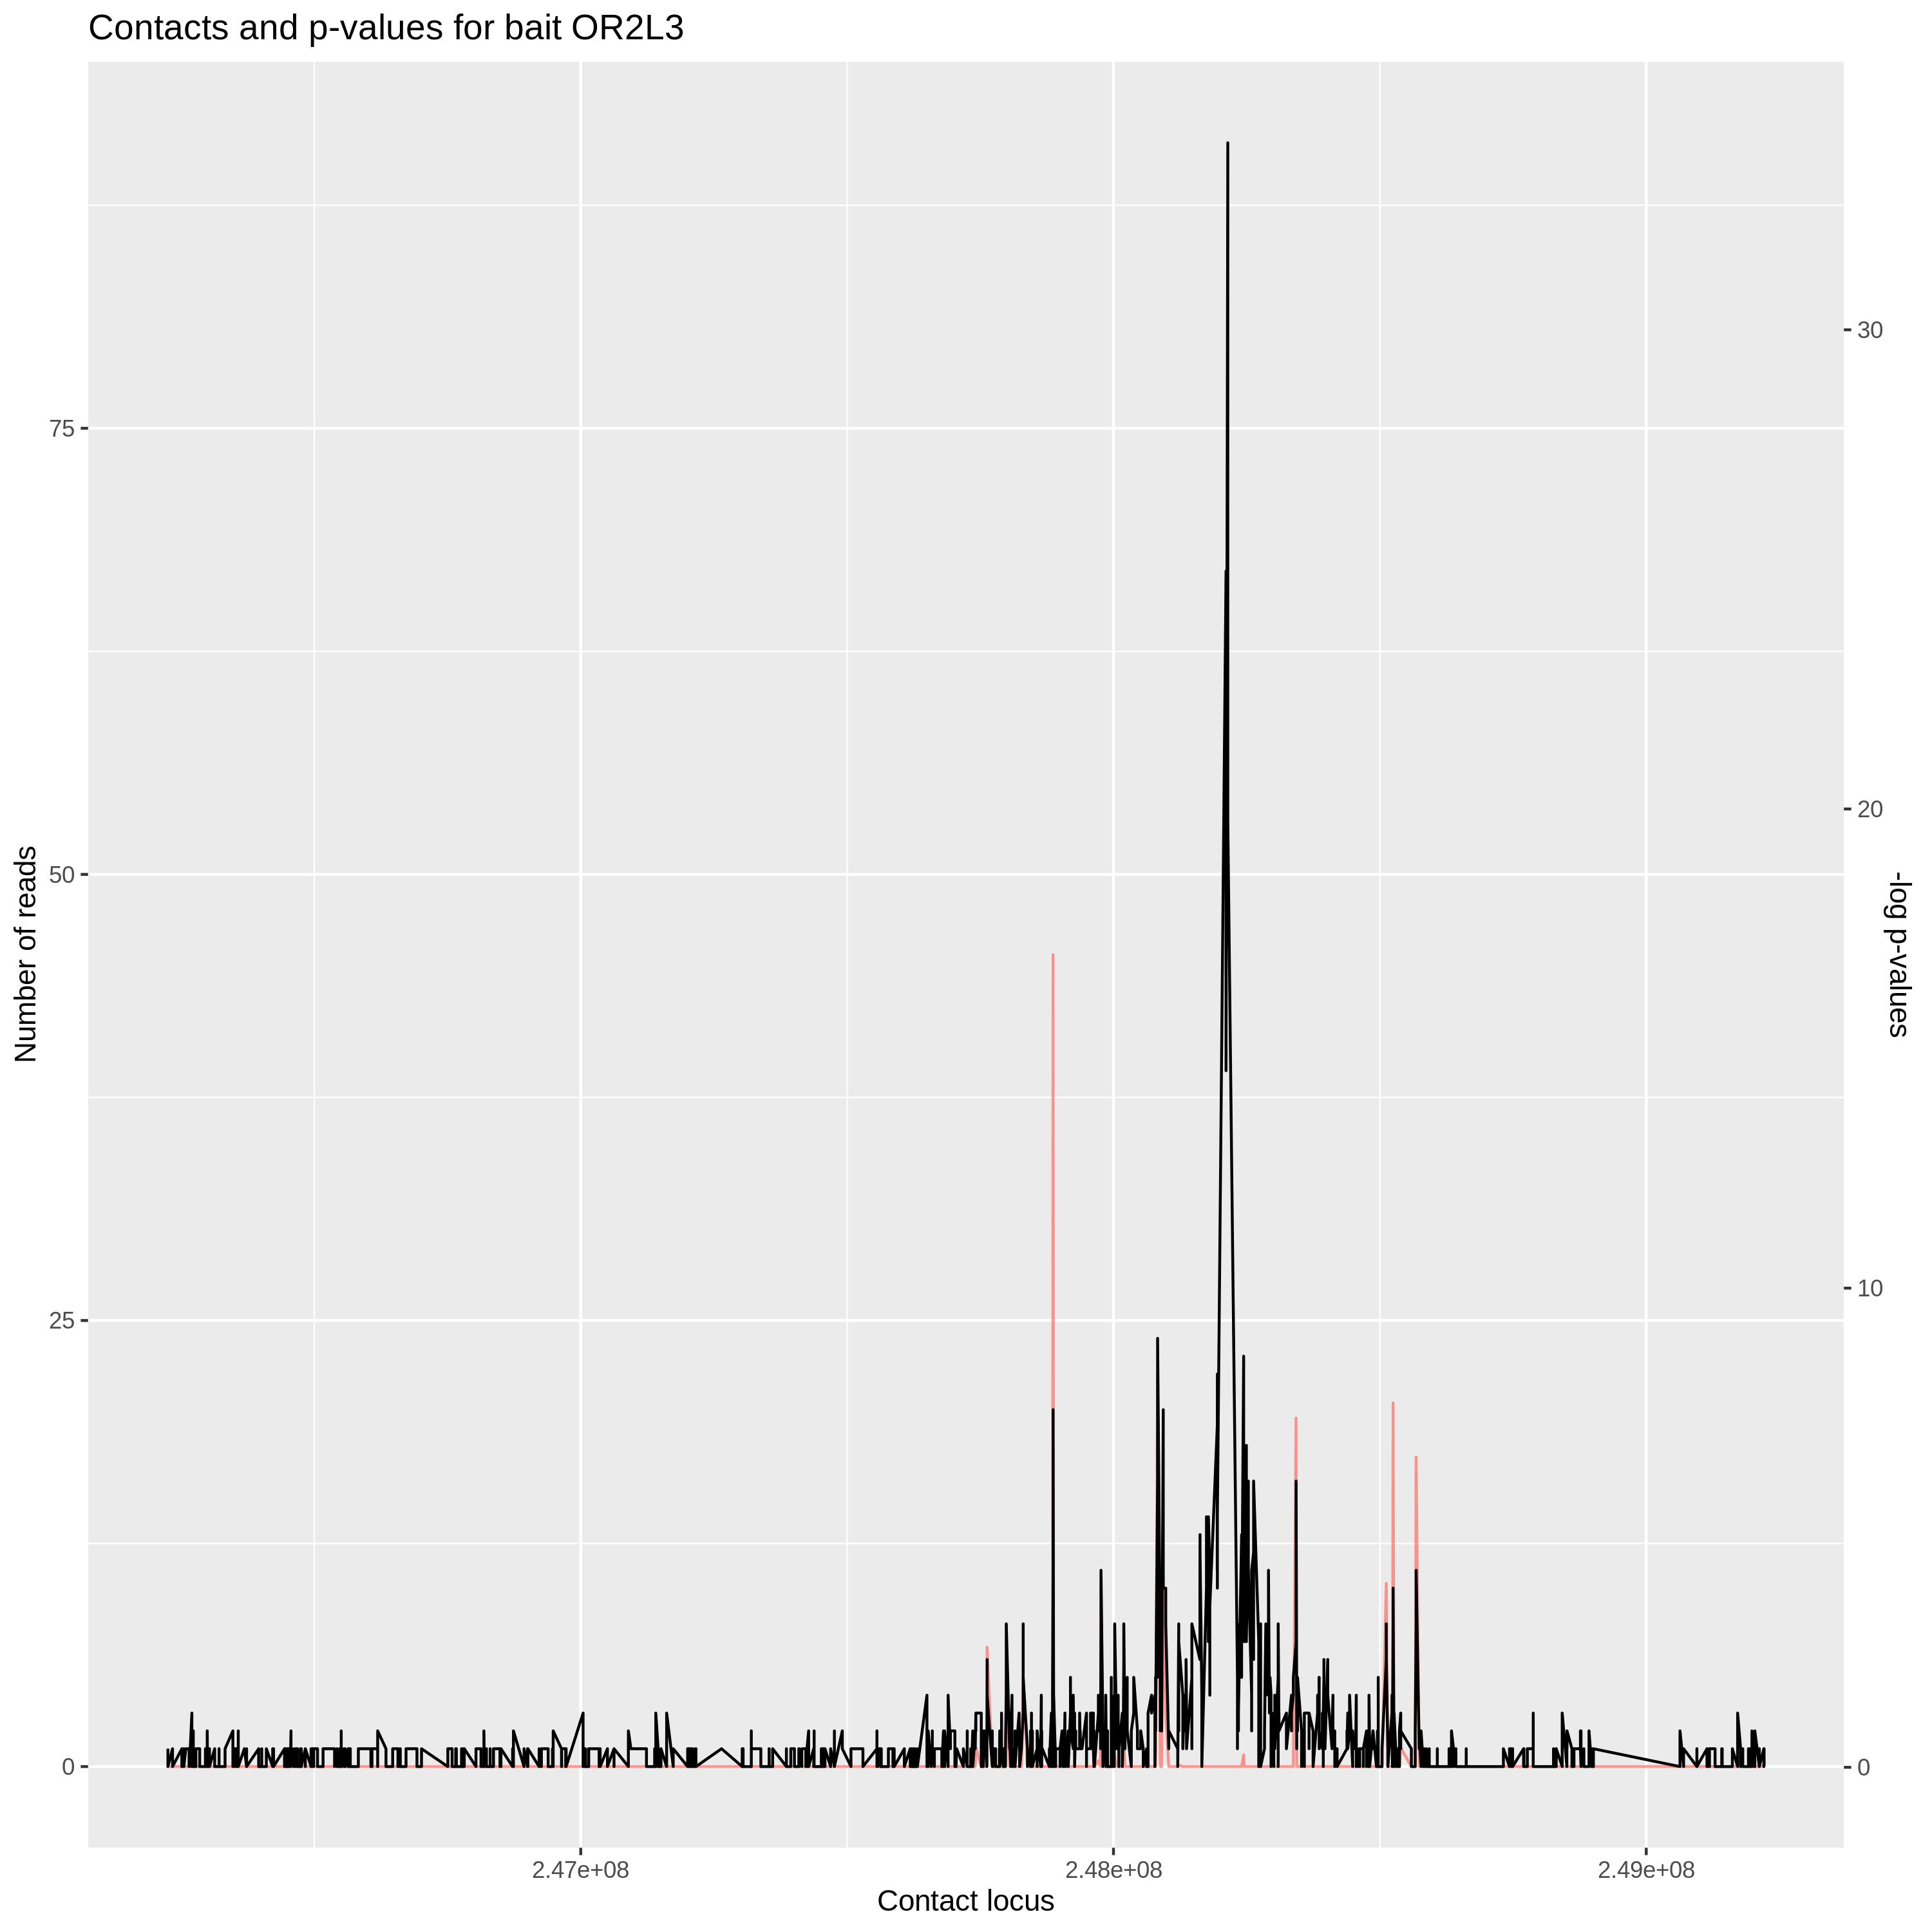 Contacts and p-values for bait OR2L3
Number of reads
75
50
25
0
30
20
10
0
-log p-values
2.47e+08
2.48e+08
2.49e+08
Contact locus